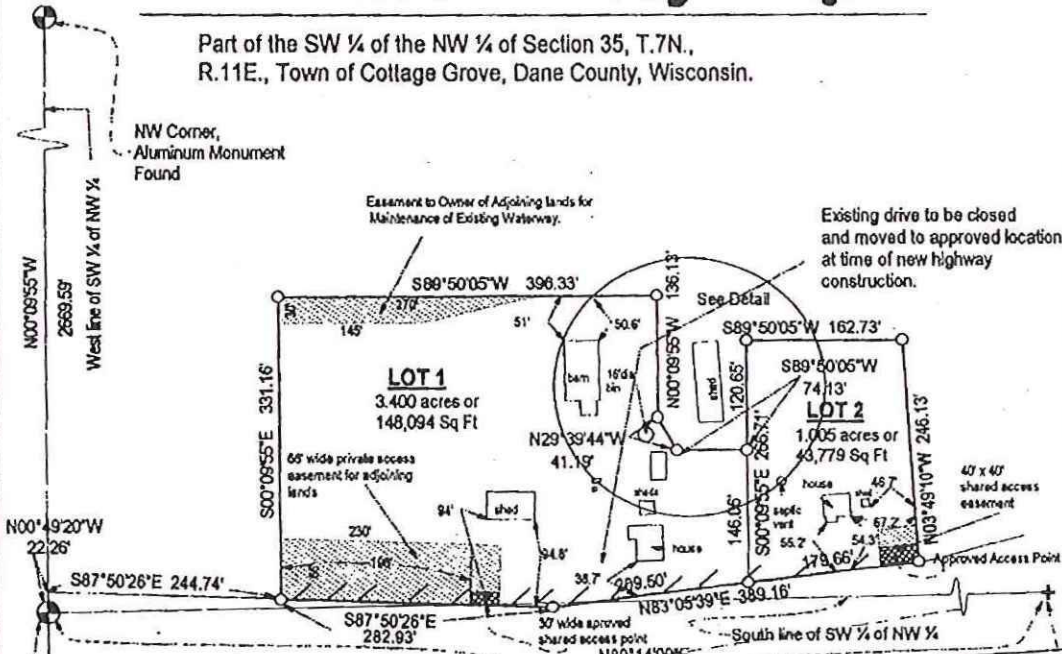 Part of the SW ¼ of the NW ¼ of Section 35, T.7N.,
R.11E., Town of Cottage Grove, Dane County, Wisconsin.
NW Corner,
Aluminum Monument
Found
N00°09'55"W
2669.59'
West line of SW ¼ of NW ¼
Easement to Owner of Adjoining lands for
Maintenance of Existing Waterway.
Existing drive to be closed
and moved to approved location
at time of new highway
construction.
S89°50'05"W 396.33'
136.13'
N00°09'55"W
See Detail
S89°50'05"W 162.73'
30'
270'
145'
51'
50.6'
S89°50'05"W
74.13'
331.16'
S00°09'55"E
LOT 1
3.400 acres or
148,094 Sq Ft
barn
16'dia
bin
shed
120.65'
266.71'
S00°09'55"E
146.06'
LOT 2
1.005 acres or
43,779 Sq Ft
N03°49'10"W 246.13'
N29°39'44"W
41.19'
66' wide private access
easement for adjoining
lands
94'
shed
sheds
septic
vent
house
shed
46.7'
40' x 40'
shared access
easement
N00°49'20"W
22.26'
230'
66'
94.8'
house
55.2'
67.2'
54.3'
179.66'
Approved Access Point
S87°50'26"E 244.74'
38.7'
209.50'
N83°05'39"E 389.16'
S87°50'26"E
282.93'
30' wide aproved
shared access point
South line of SW ¼ of NW ¼